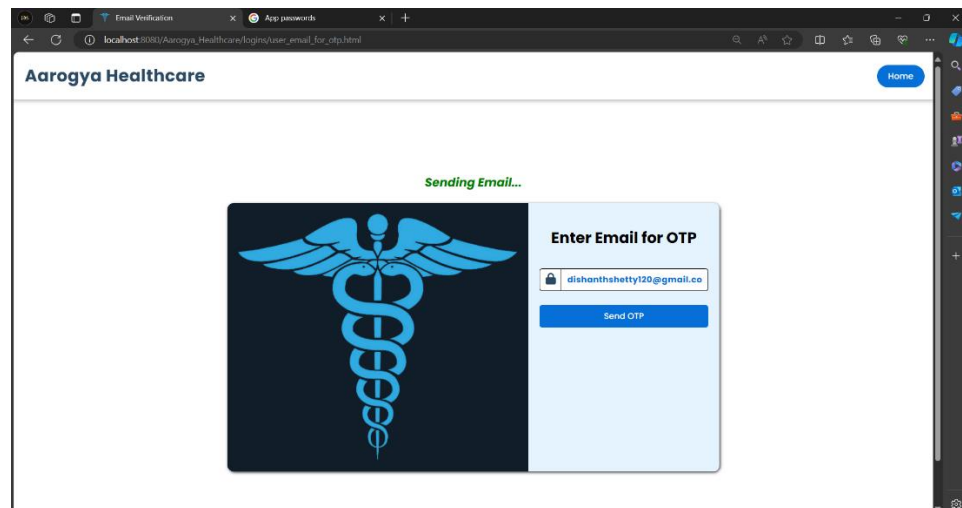 Email Verification
App passwords
localhost:8080/Aarogya_Healthcare/logins/user_email_for_otp.html
Aarogya Healthcare
Home
Sending Email...
Enter Email for OTP
dishanthshetty120@gmail.co
Send OTP